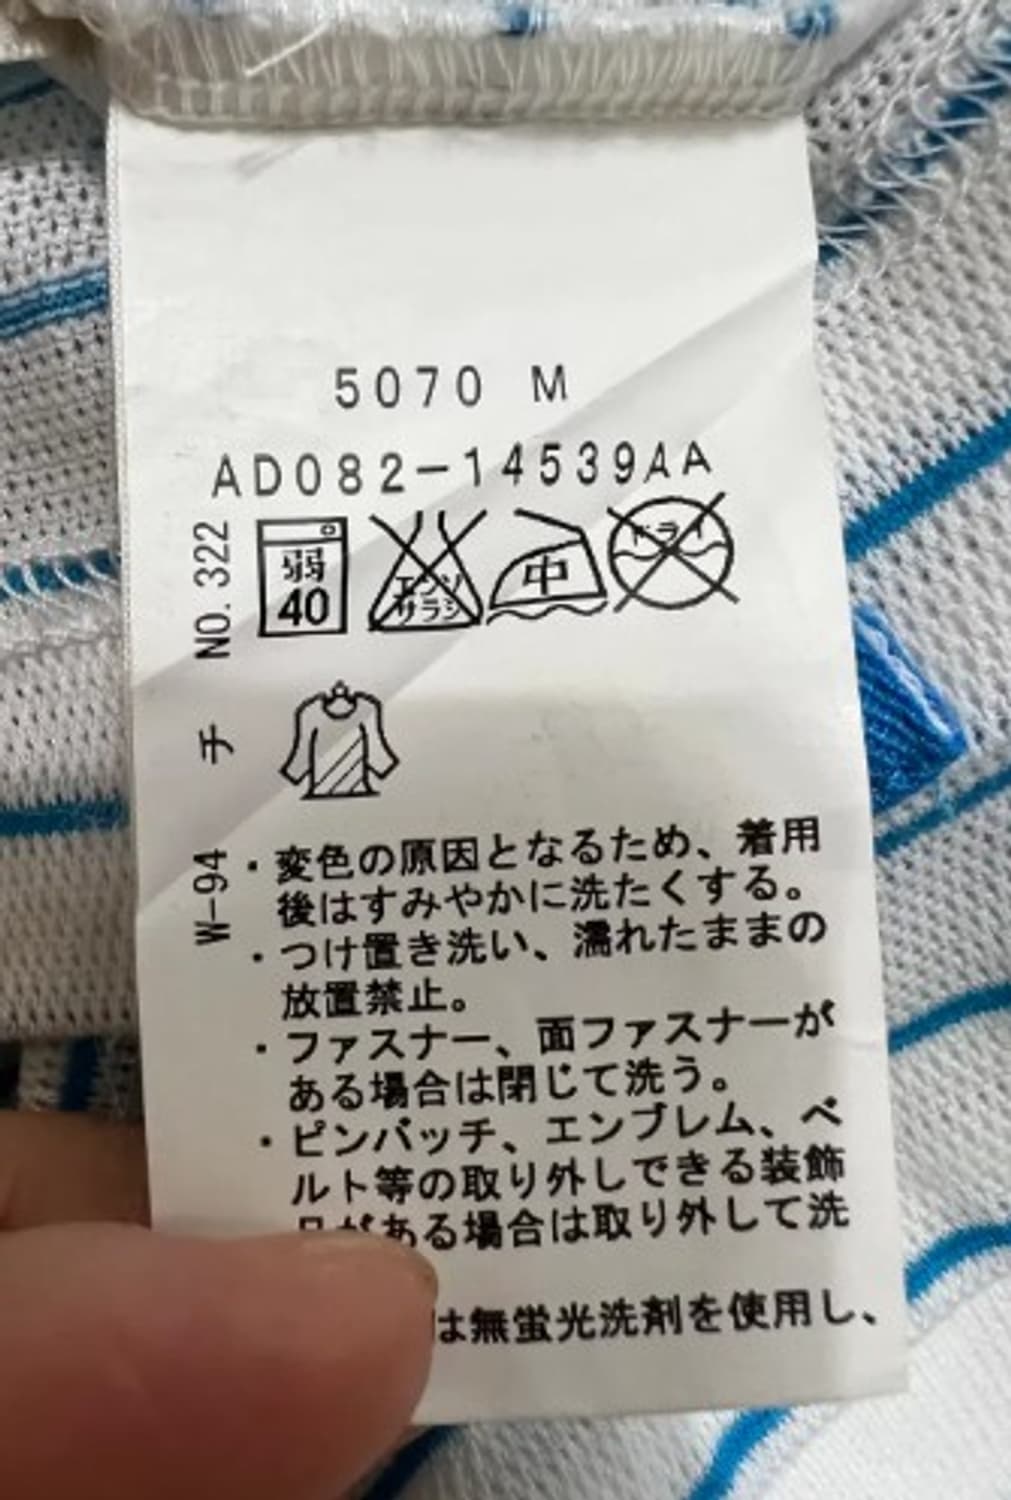 5070 M
AD082-14539AA
弱
40
エンソ
サラシ
中
ドライ
NO. 322
チ
W-94
・変色の原因となるため、着用
後はすみやかに洗たくする。
・つけ置き洗い、濡れたままの
放置禁止。
・ファスナー、面ファスナーが
ある場合は閉じて洗う。
・ピンバッチ、エンブレム、ベ
ルト等の取り外しできる装飾
品がある場合は取り外して洗
は無蛍光洗剤を使用し、